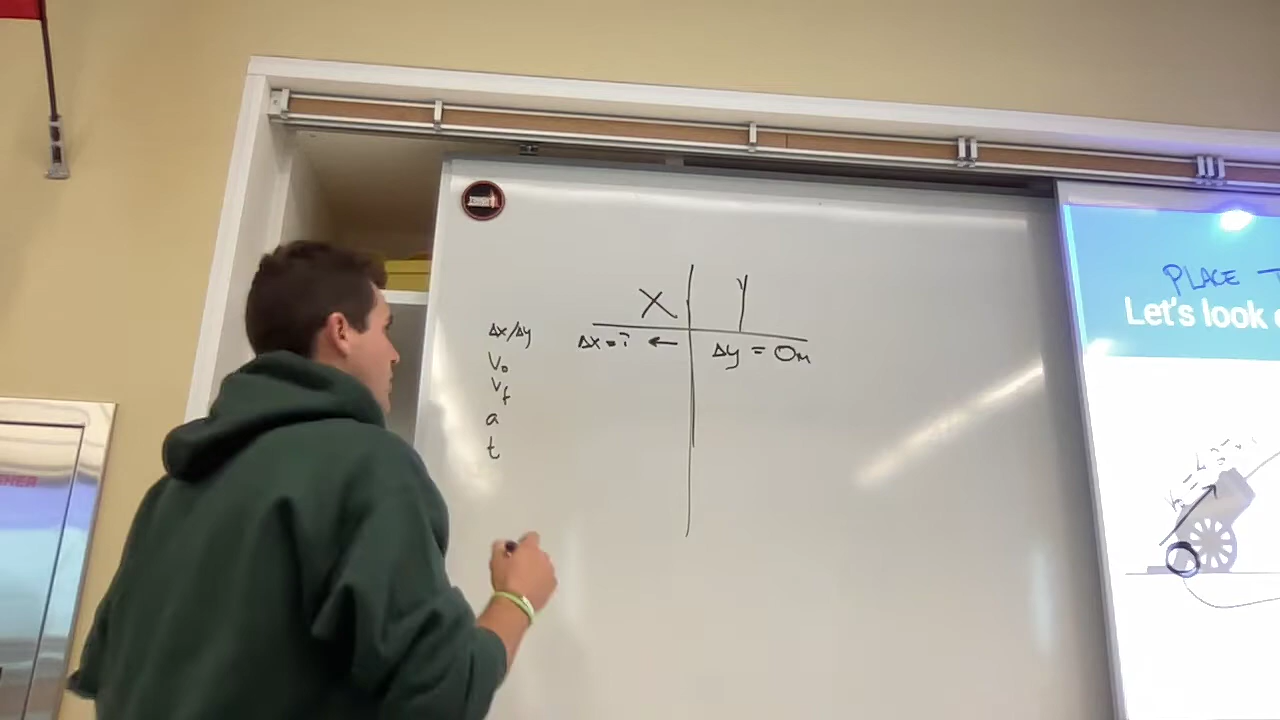 X y
Δx/Δy Δx=? ← Δy = 0m
V₀
V_f
a
t
PLACE
Let's look